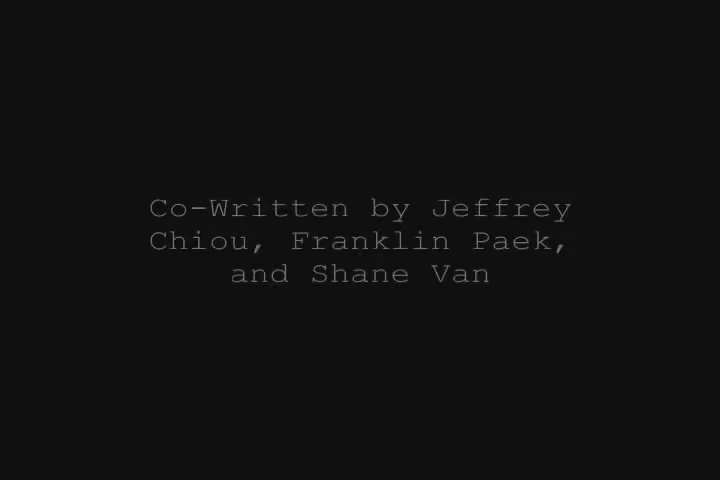 Co-Written by Jeffrey
Chiou, Franklin Paek,
and Shane Van